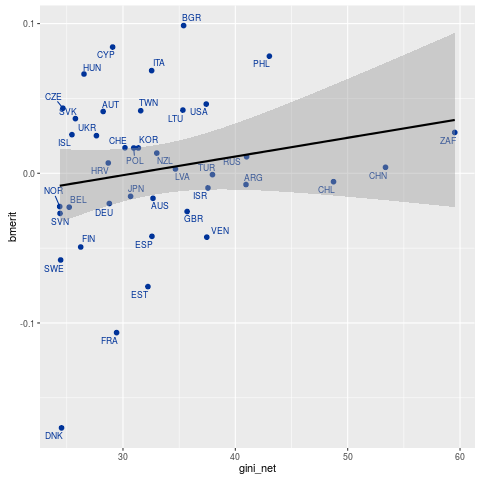 0.1
0.0
-0.1
bmerit
BGR
CYP
ITA
PHL
HUN
CZE
SVK
AUT
TWN
LTU
USA
UKR
ISL
CHE
KOR
ZAF
POL
NZL
RUS
HRV
TUR
LVA
ARG
CHN
NOR
BEL
JPN
ISR
CHL
SVN
DEU
AUS
GBR
FIN
ESP
VEN
SWE
EST
FRA
DNK
30
40
50
60
gini_net